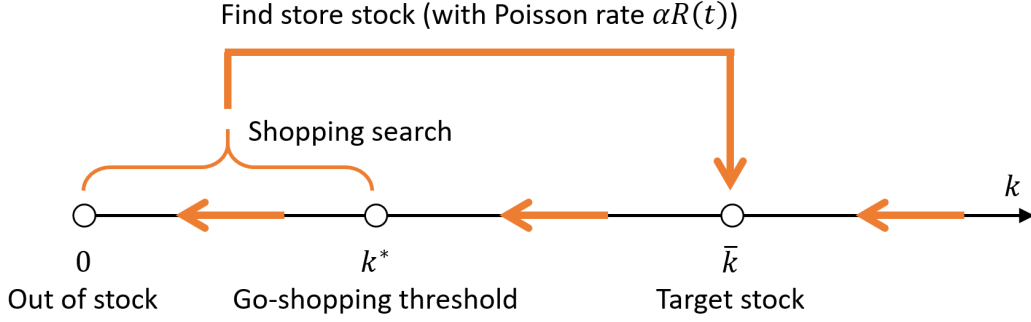 Find store stock (with Poisson rate αR(t))
Shopping search
k
0
k*
k̄
Out of stock
Go-shopping threshold
Target stock